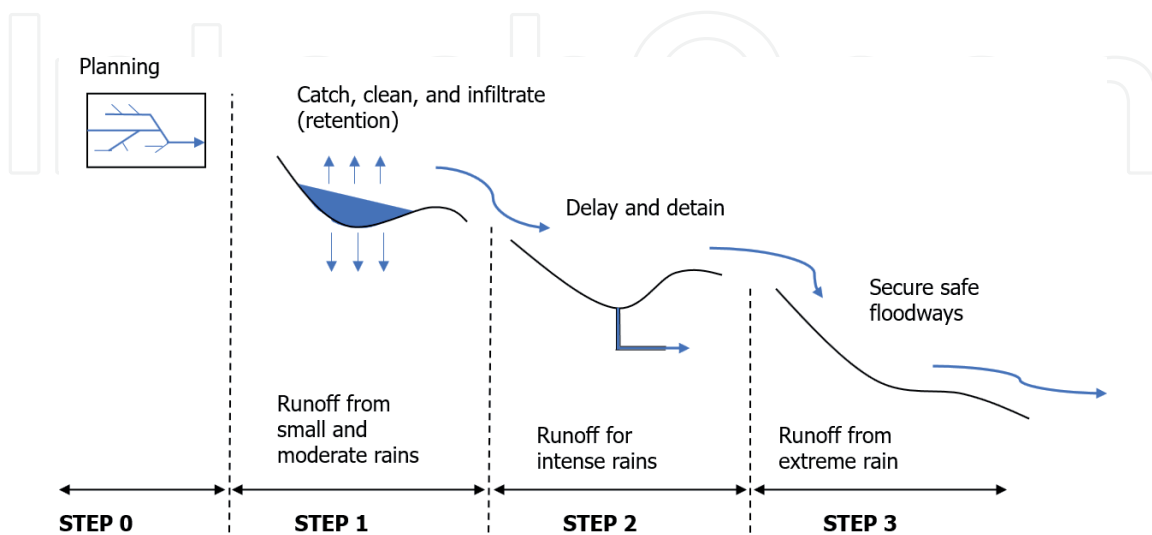 Planning
Catch, clean, and infiltrate
(retention)
Delay and detain
Secure safe
floodways
Runoff from
small and
moderate rains
Runoff for
intense rains
Runoff from
extreme rain
STEP 0
STEP 1
STEP 2
STEP 3